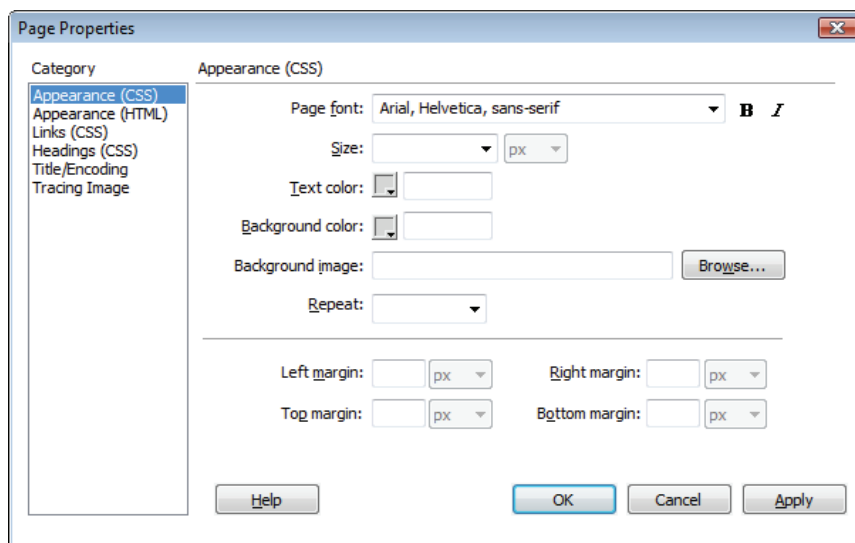 Page Properties
Category
Appearance (CSS)
Appearance (HTML)
Links (CSS)
Headings (CSS)
Title/Encoding
Tracing Image
Appearance (CSS)
Page font: Arial, Helvetica, sans-serif B I
Size: px
Text color:
Background color:
Background image: Browse...
Repeat:
Left margin: px Right margin: px
Top margin: px Bottom margin: px
Help OK Cancel Apply